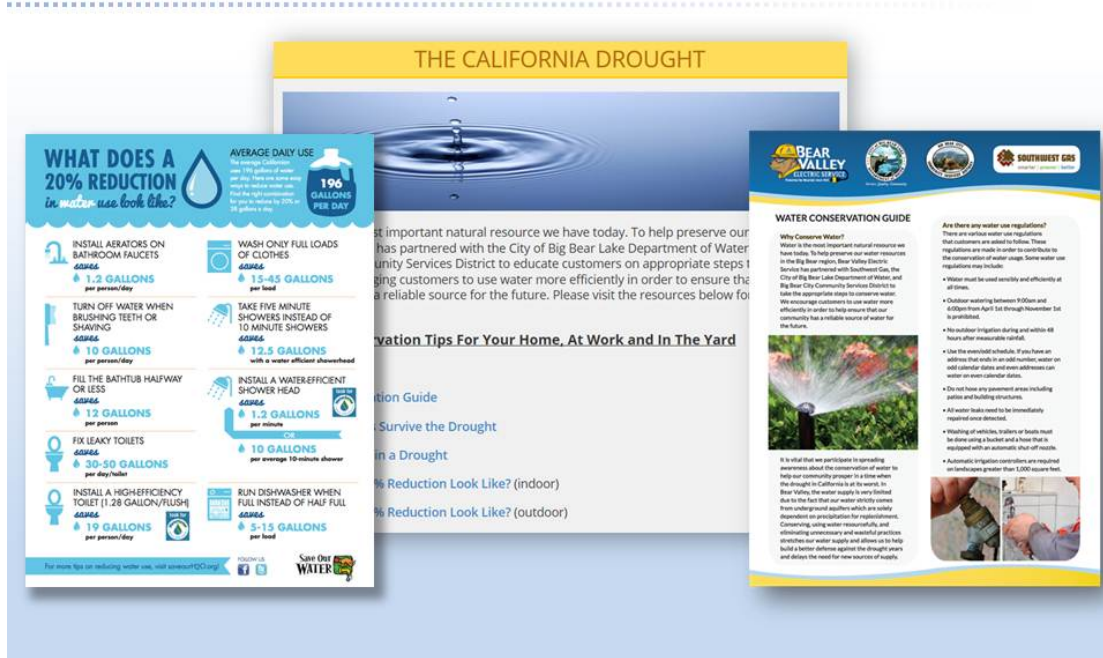 THE CALIFORNIA DROUGHT
WHAT DOES A
20% REDUCTION
in water use look like?
AVERAGE DAILY USE
The average Californian
uses 196 gallons of water
per day. Here are some easy
ways to reduce water use.
Find the right combination
for you to reduce by 20% or
38 gallons a day.
196
GALLONS
PER DAY
INSTALL AERATORS ON
BATHROOM FAUCETS
saves
1.2 GALLONS
per person/day
TURN OFF WATER WHEN
BRUSHING TEETH OR
SHAVING
saves
10 GALLONS
per person/day
FILL THE BATHTUB HALFWAY
OR LESS
saves
12 GALLONS
per person
FIX LEAKY TOILETS
saves
30-50 GALLONS
per day/toilet
INSTALL A HIGH-EFFICIENCY
TOILET (1.28 GALLON/FLUSH)
saves
19 GALLONS
per person/day
WASH ONLY FULL LOADS
OF CLOTHES
saves
15-45 GALLONS
per load
TAKE FIVE MINUTE
SHOWERS INSTEAD OF
10 MINUTE SHOWERS
saves
12.5 GALLONS
with a water efficient showerhead
INSTALL A WATER-EFFICIENT
SHOWER HEAD
saves
1.2 GALLONS
per minute
OR
10 GALLONS
per average 10-minute shower
RUN DISHWASHER WHEN
FULL INSTEAD OF HALF FULL
saves
5-15 GALLONS
per load
For more tips on reducing water use, visit saveourH2O.org!
FOLLOW US
Save Our
WATER
st important natural resource we have today. To help preserve our
has partnered with the City of Big Bear Lake Department of Water
unity Services District to educate customers on appropriate steps t
ging customers to use water more efficiently in order to ensure tha
a reliable source for the future. Please visit the resources below fo
rvation Tips For Your Home, At Work and In The Yard
tion Guide
s Survive the Drought
in a Drought
% Reduction Look Like? (indoor)
% Reduction Look Like? (outdoor)
BEAR
VALLEY
ELECTRIC SERVICE
SOUTHWEST GAS
WATER CONSERVATION GUIDE
Why Conserve Water?
Water is the most important natural resource we
have today. To help preserve our water resources
in the Big Bear region, Bear Valley Electric
Service has partnered with Southwest Gas, the
City of Big Bear Lake Department of Water, and
Big Bear City Community Services District to
take the appropriate steps to conserve water.
We encourage customers to use water more
efficiently in order to help ensure that our
community has a reliable source of water for
the future.
It is vital that we participate in spreading
awareness about the conservation of water to
help our community prosper in a time when
the drought in California is at its worst. In
Bear Valley, the water supply is very limited
due to the fact that our water strictly comes
from underground aquifers which are solely
dependent on precipitation for replenishment.
Conserving, using water resourcefully, and
eliminating unnecessary and wasteful practices
stretches our water supply and allows us to help
build a better defense against the drought years
and delays the need for new sources of supply.
Are there any water use regulations?
There are various water use regulations
that customers are asked to follow. These
regulations are made in order to contribute to
the conservation of water usage. Some water use
regulations may include:
• Water must be used sensibly and efficiently at
all times.
• Outdoor watering between 9:00am and
6:00pm from April 1st through November 1st
is prohibited.
• No outdoor irrigation during and within 48
hours after measurable rainfall.
• Use the even/odd schedule. If you have an
address that ends in an odd number, water on
odd calendar dates and even addresses can
water on even calendar dates.
• Do not hose any pavement areas including
patios and building structures.
• All water leaks need to be immediately
repaired once detected.
• Washing of vehicles, trailers or boats must
be done using a bucket and a hose that is
equipped with an automatic shut-off nozzle.
• Automatic irrigation controllers are required
on landscapes greater than 1,000 square feet.